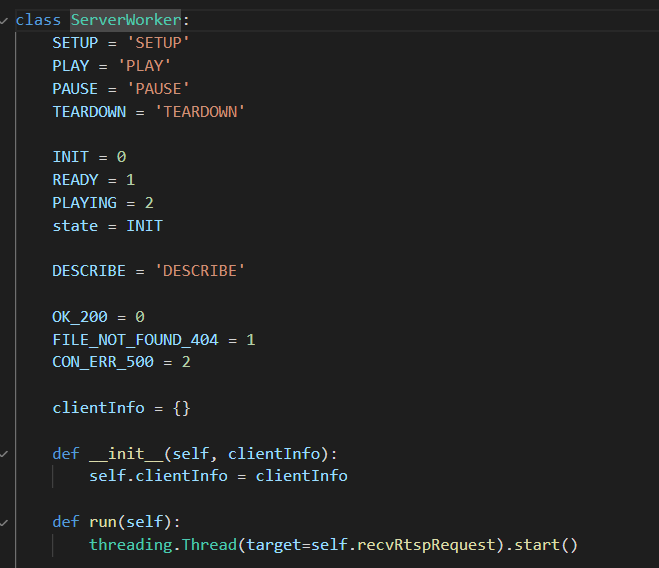 class ServerWorker:
    SETUP = 'SETUP'
    PLAY = 'PLAY'
    PAUSE = 'PAUSE'
    TEARDOWN = 'TEARDOWN'

    INIT = 0
    READY = 1
    PLAYING = 2
    state = INIT

    DESCRIBE = 'DESCRIBE'

    OK_200 = 0
    FILE_NOT_FOUND_404 = 1
    CON_ERR_500 = 2

    clientInfo = {}

    def __init__(self, clientInfo):
        self.clientInfo = clientInfo

    def run(self):
        threading.Thread(target=self.recvRtspRequest).start()